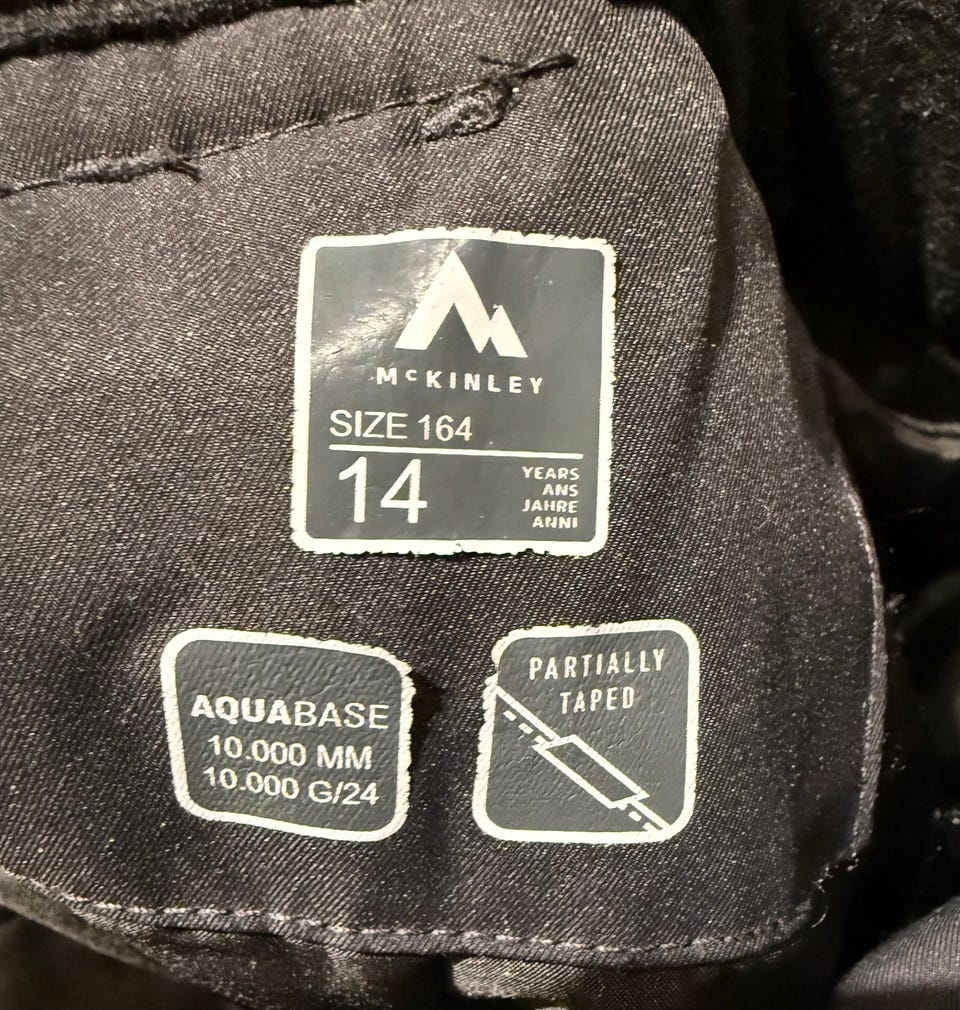 McKINLEY
SIZE 164
14
YEARS
ANS
JAHRE
ANNI
AQUABASE
10.000 MM
10.000 G/24
PARTIALLY
TAPED